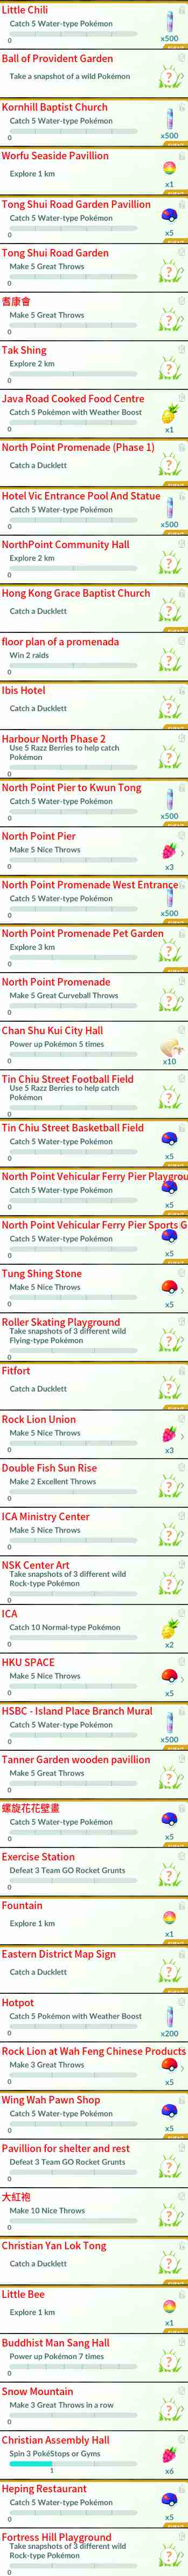 Little Chili
Catch 5 Water-type Pokémon
0
x500
Ball of Provident Garden
Take a snapshot of a wild Pokémon
?
Kornhill Baptist Church
Catch 5 Water-type Pokémon
0
x500
Worfu Seaside Pavillion
Explore 1 km
x1
Tong Shui Road Garden Pavillion
Catch 5 Water-type Pokémon
0
x5
Tong Shui Road Garden
Make 5 Great Throws
0
?
耆康會
Make 5 Great Throws
0
?
Tak Shing
Explore 2 km
0
?
Java Road Cooked Food Centre
Catch 5 Pokémon with Weather Boost
0
x1
North Point Promenade (Phase 1)
Catch a Ducklett
?
Hotel Vic Entrance Pool And Statue
Catch 5 Water-type Pokémon
0
x500
NorthPoint Community Hall
Explore 2 km
0
?
Hong Kong Grace Baptist Church
Catch a Ducklett
?
floor plan of a promenada
Win 2 raids
0
?
Ibis Hotel
Catch a Ducklett
?
Harbour North Phase 2
Use 5 Razz Berries to help catch
Pokémon
0
?
North Point Pier to Kwun Tong
Catch 5 Water-type Pokémon
0
x500
North Point Pier
Make 5 Nice Throws
0
x3
North Point Promenade West Entrance
Catch 5 Water-type Pokémon
0
x500
North Point Promenade Pet Garden
Explore 3 km
0
?
North Point Promenade
Make 5 Great Curveball Throws
0
?
Chan Shu Kui City Hall
Power up Pokémon 5 times
0
x10
Tin Chiu Street Football Field
Use 5 Razz Berries to help catch
Pokémon
0
?
Tin Chiu Street Basketball Field
Catch 5 Water-type Pokémon
0
x5
North Point Vehicular Ferry Pier Playgrou
Catch 5 Water-type Pokémon
0
x5
North Point Vehicular Ferry Pier Sports G
Catch 5 Water-type Pokémon
0
x5
Tung Shing Stone
Make 5 Nice Throws
0
x5
Roller Skating Playground
Take snapshots of 3 different wild
Flying-type Pokémon
0
?
Fitfort
Catch a Ducklett
?
Rock Lion Union
Make 5 Nice Throws
0
x3
Double Fish Sun Rise
Make 2 Excellent Throws
0
?
ICA Ministry Center
Make 5 Nice Throws
0
?
NSK Center Art
Take snapshots of 3 different wild
Rock-type Pokémon
0
?
ICA
Catch 10 Normal-type Pokémon
0
x2
HKU SPACE
Make 5 Nice Throws
0
x5
HSBC - Island Place Branch Mural
Catch 5 Water-type Pokémon
0
x500
Tanner Garden wooden pavillion
Make 5 Great Throws
0
?
螺旋花花壁畫
Catch 5 Water-type Pokémon
0
x5
Exercise Station
Defeat 3 Team GO Rocket Grunts
0
?
Fountain
Explore 1 km
x1
Eastern District Map Sign
Catch a Ducklett
?
Hotpot
Catch 5 Pokémon with Weather Boost
0
x200
Rock Lion at Wah Feng Chinese Products
Make 3 Great Throws
0
x5
Wing Wah Pawn Shop
Catch 5 Water-type Pokémon
0
x5
Pavillion for shelter and rest
Defeat 3 Team GO Rocket Grunts
0
?
大紅袍
Make 10 Nice Throws
0
?
Christian Yan Lok Tong
Catch a Ducklett
?
Little Bee
Explore 1 km
x1
Buddhist Man Sang Hall
Power up Pokémon 7 times
0
?
Snow Mountain
Make 3 Great Throws in a row
0
?
Christian Assembly Hall
Spin 3 PokéStops or Gyms
1
x6
Heping Restaurant
Catch 5 Water-type Pokémon
0
x5
Fortress Hill Playground
Take snapshots of 3 different wild
Rock-type Pokémon
0
?